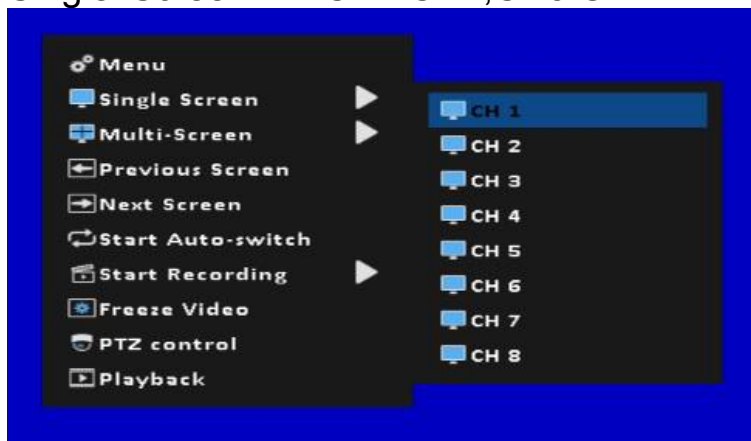 Menu
Single Screen
Multi-Screen
Previous Screen
Next Screen
Start Auto-switch
Start Recording
Freeze Video
PTZ control
Playback
CH 1
CH 2
CH 3
CH 4
CH 5
CH 6
CH 7
CH 8